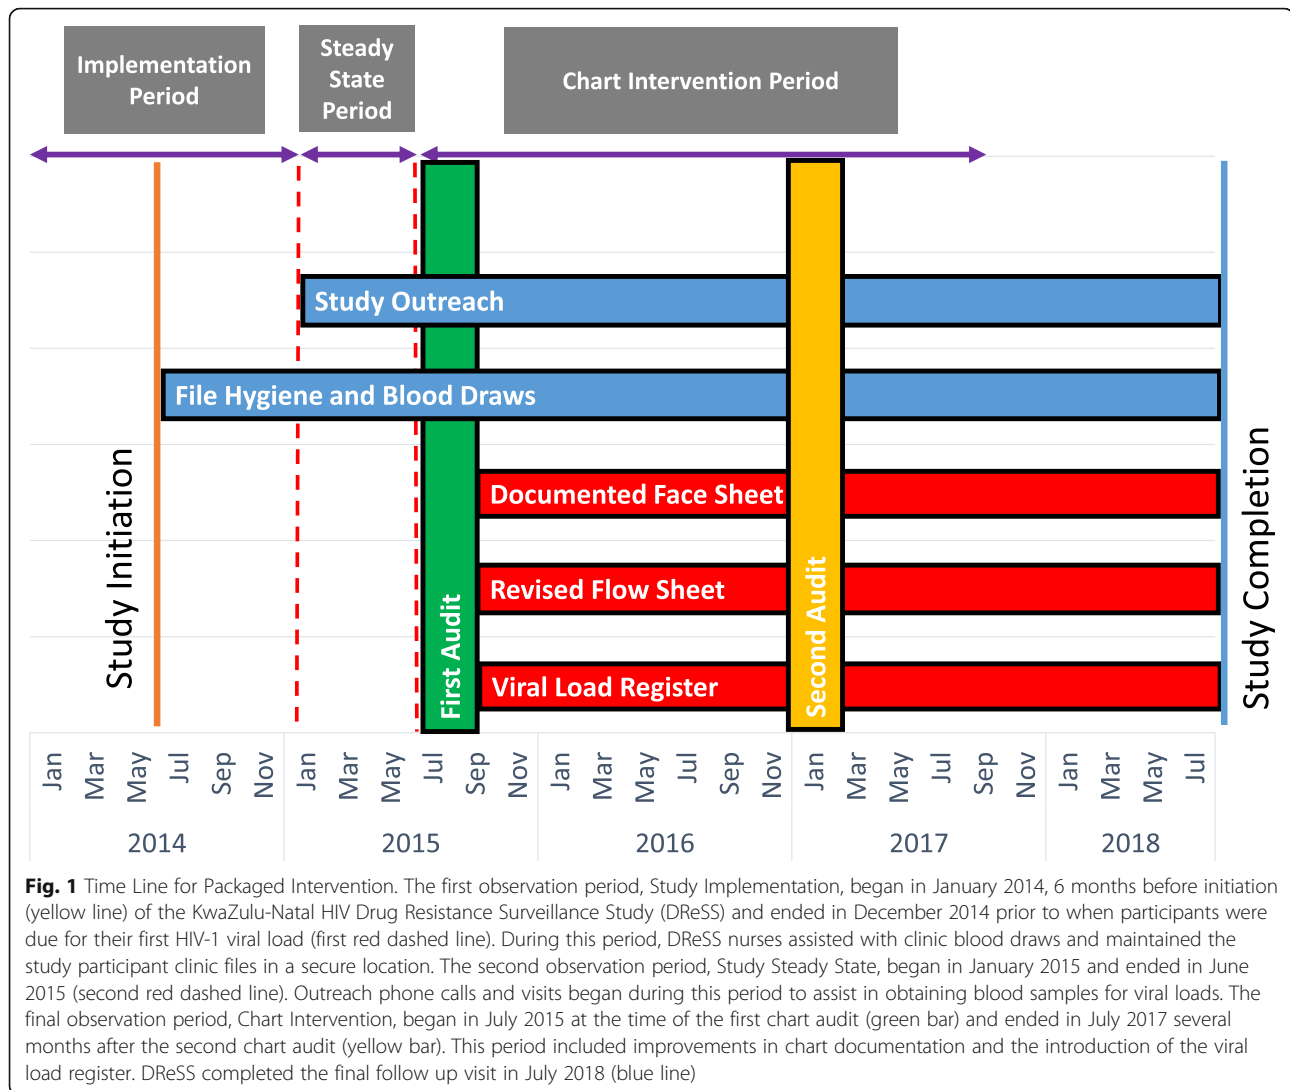 Implementation
Period
Steady
State
Period
Chart Intervention Period
Study Outreach
File Hygiene and Blood Draws
Documented Face Sheet
Revised Flow Sheet
Viral Load Register
Study Initiation
First Audit
Second Audit
Study Completion
Jan Mar May Jul Sep Nov Jan Mar May Jul Sep Nov Jan Mar May Jul Sep Nov Jan Mar May Jul Sep Nov Jan Mar May Jul
2014 2015 2016 2017 2018
Fig. 1 Time Line for Packaged Intervention. The first observation period, Study Implementation, began in January 2014, 6 months before initiation
(yellow line) of the KwaZulu-Natal HIV Drug Resistance Surveillance Study (DReSS) and ended in December 2014 prior to when participants were
due for their first HIV-1 viral load (first red dashed line). During this period, DReSS nurses assisted with clinic blood draws and maintained the
study participant clinic files in a secure location. The second observation period, Study Steady State, began in January 2015 and ended in June
2015 (second red dashed line). Outreach phone calls and visits began during this period to assist in obtaining blood samples for viral loads. The
final observation period, Chart Intervention, began in July 2015 at the time of the first chart audit (green bar) and ended in July 2017 several
months after the second chart audit (yellow bar). This period included improvements in chart documentation and the introduction of the viral
load register. DReSS completed the final follow up visit in July 2018 (blue line)